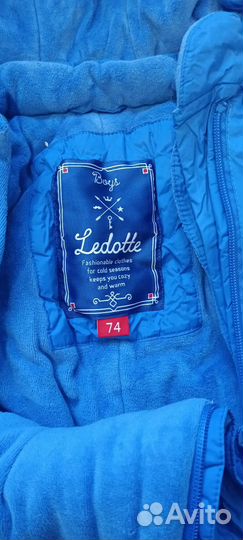 Boys
Ledotte
Fashionable clothes
for cold seasons
keeps you cozy
and warm
74
Avito